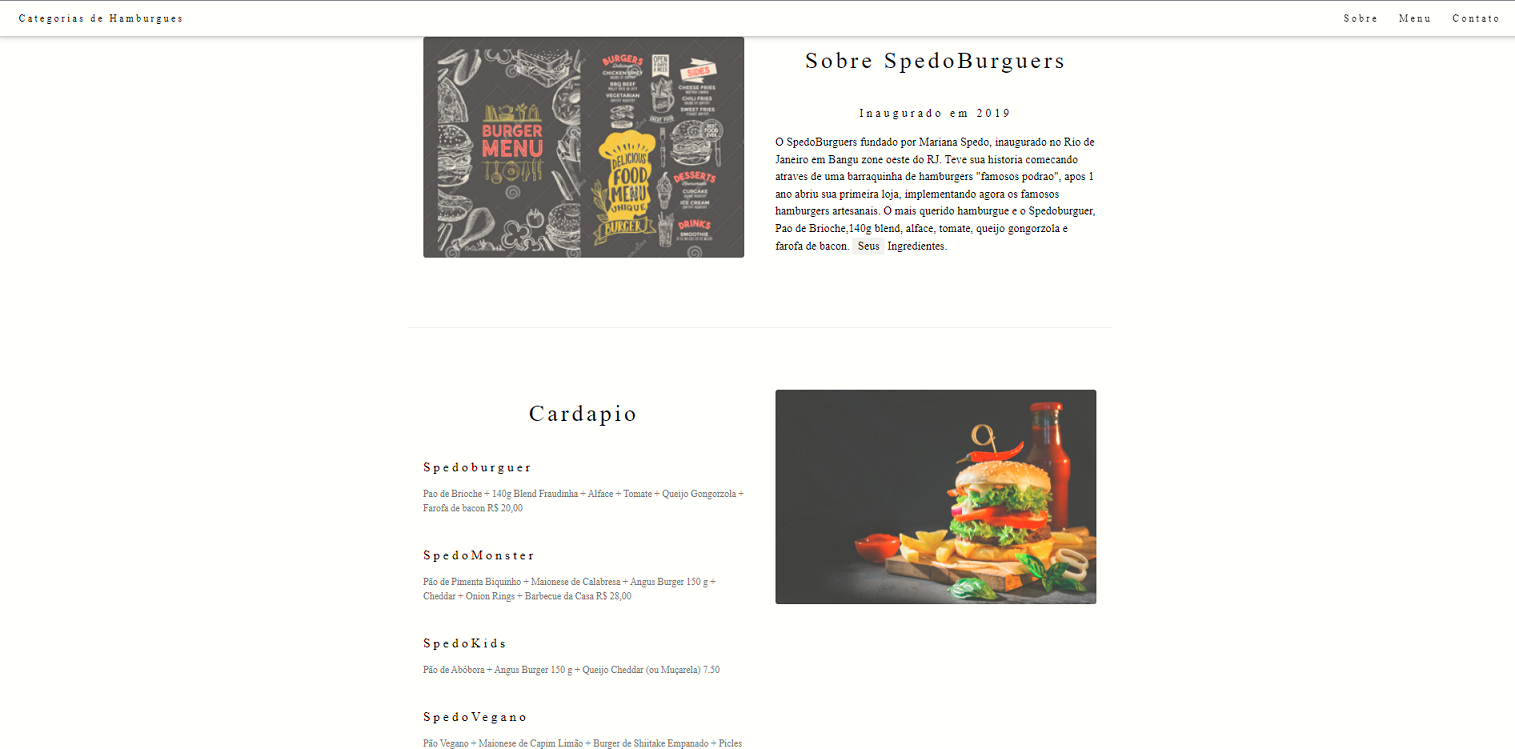 Categorias de Hamburgues
Sobre Menu Contato
BURGER
MENU
BURGERS
CHICKEN SPICY
BBQ BEEF
VEGETARIAN
OPEN
SIDES
CHEESE FRIES
CHILI FRIES
SWEET FRIES
BEST
FOOD
DELICIOUS
FOOD
MENU
UNIQUE
BURGER
DESSERTS
CUPCAKE
ICE CREAM
DRINKS
SMOOTHIE
Sobre SpedoBurguers
Inaugurado em 2019
O SpedoBurguers fundado por Mariana Spedo, inaugurado no Rio de
Janeiro em Bangu zone oeste do RJ. Teve sua historia comecando
atraves de uma barraquinha de hamburgers "famosos podrao", apos 1
ano abriu sua primeira loja, implementando agora os famosos
hamburgers artesanais. O mais querido hamburgue e o Spedoburguer,
Pao de Brioche,140g blend, alface, tomate, queijo gongorzola e
farofa de bacon. Seus Ingredientes.
Cardapio
Spedoburguer
Pao de Brioche + 140g Blend Fraudinha + Alface + Tomate + Queijo Gongorzola +
Farofa de bacon R$ 20,00
SpedoMonster
Pão de Pimenta Biquinho + Maionese de Calabresa + Angus Burger 150 g +
Cheddar + Onion Rings + Barbecue da Casa R$ 28,00
SpedoKids
Pão de Abóbora + Angus Burger 150 g + Queijo Cheddar (ou Muçarela) 7.50
SpedoVegano
Pão Vegano + Maionese de Capim Limão + Burger de Shiitake Empanado + Picles